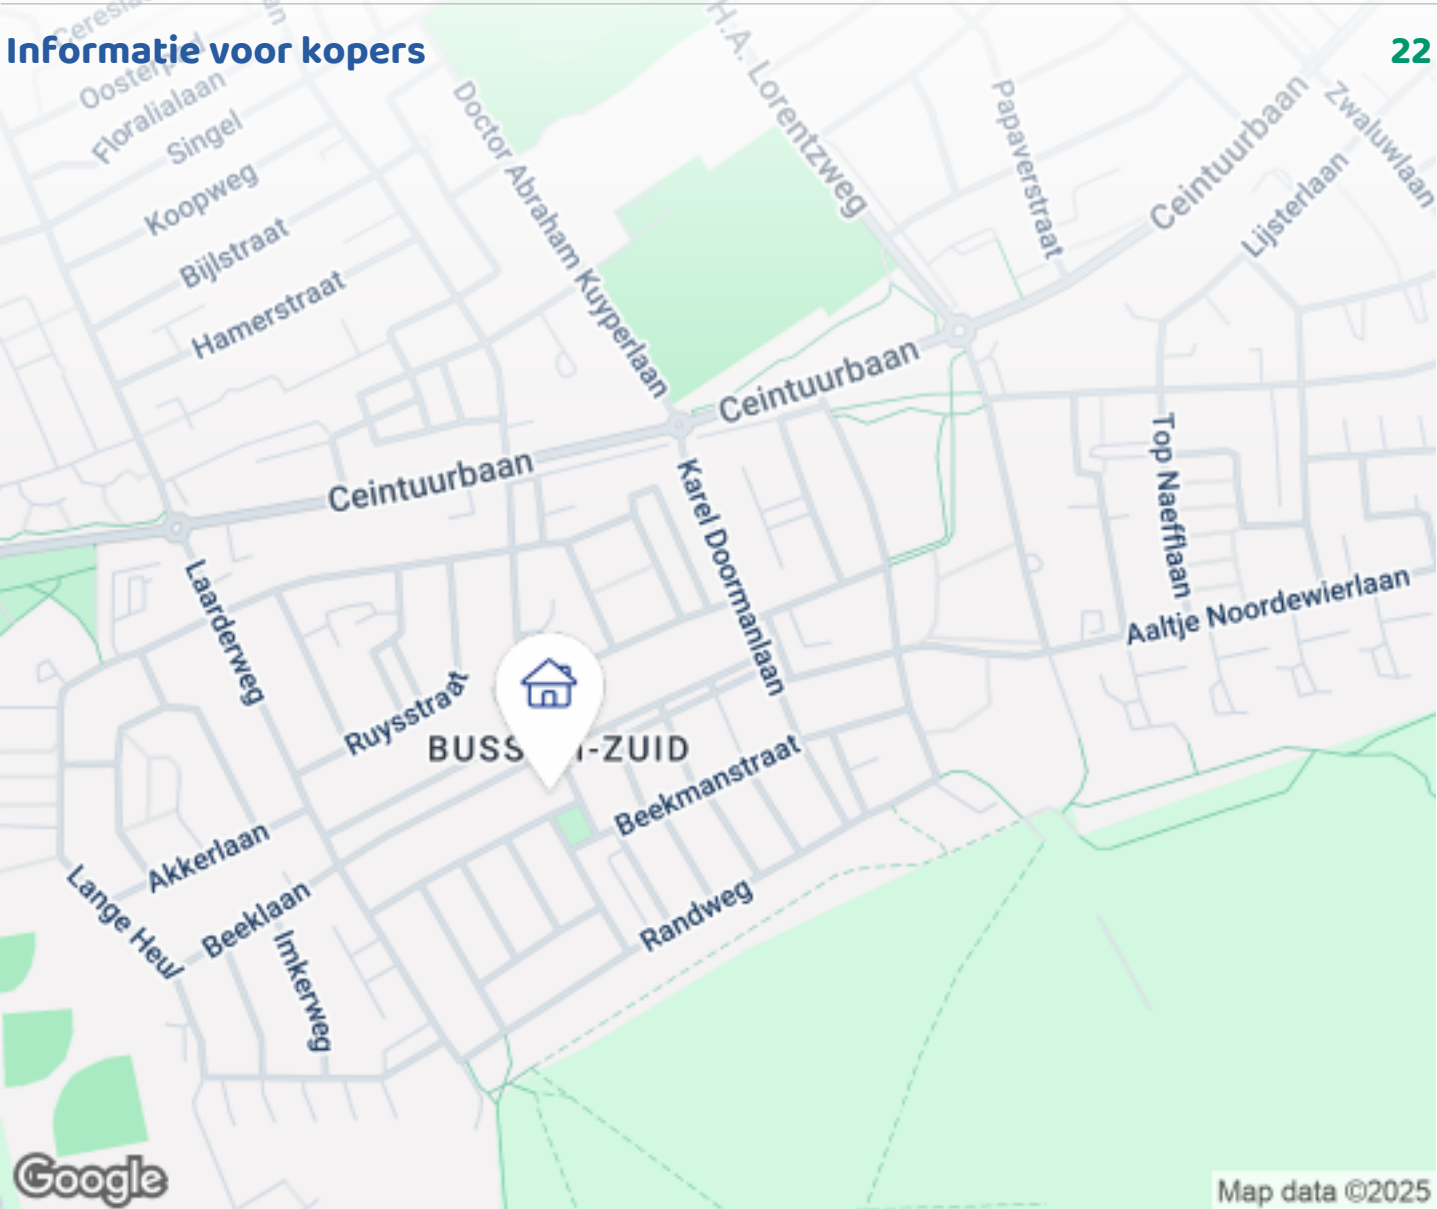 Informatie voor kopers
22
Oosterpad
Floralialaan
Singel
Koopweg
Bijlstraat
Hamerstraat
Doctor Abraham Kuyperlaan
H.A. Lorentzweg
Papaverstraat
Ceintuurbaan
Zwaluwlaan
Lijsterlaan
Ceintuurbaan
Ceintuurbaan
Karel Doormanlaan
Top Naefflaan
Aaltje Noordewierlaan
Laarderweg
Ruysstraat
BUSS -ZUID
Beekmanstraat
Akkerlaan
Lange Heul
Beeklaan
Imkerweg
Randweg
Google
Map data ©2025